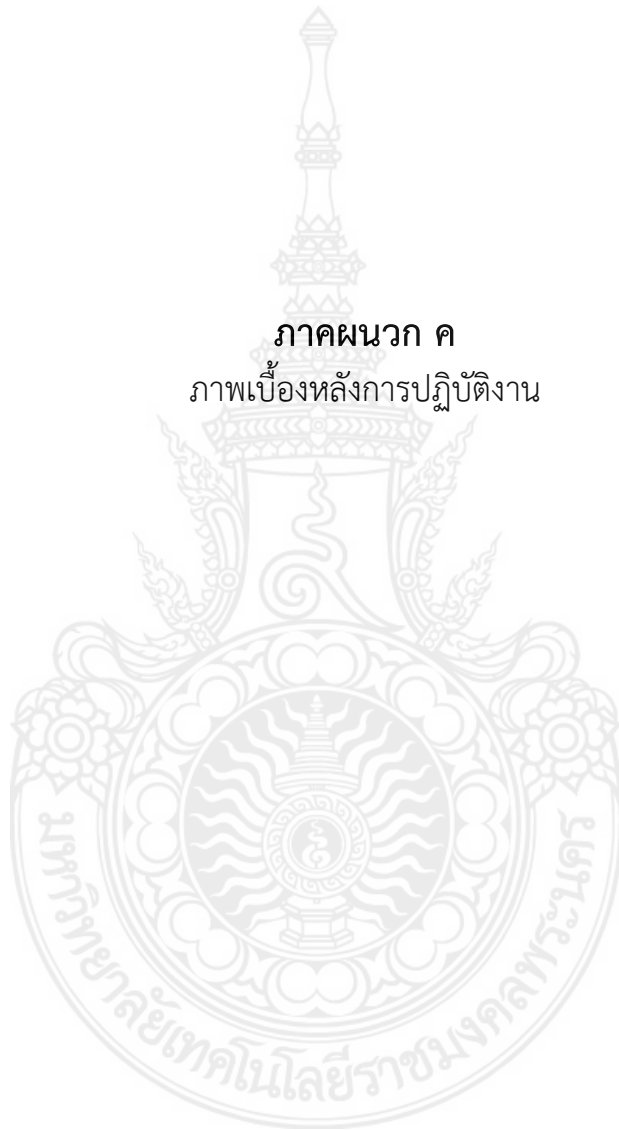 ภาคผนวก ค
ภาพเบื้องหลังการปฏิบัติงาน
มหาวิทยาลัยเทคโนโลยีราชมงคลพระนคร